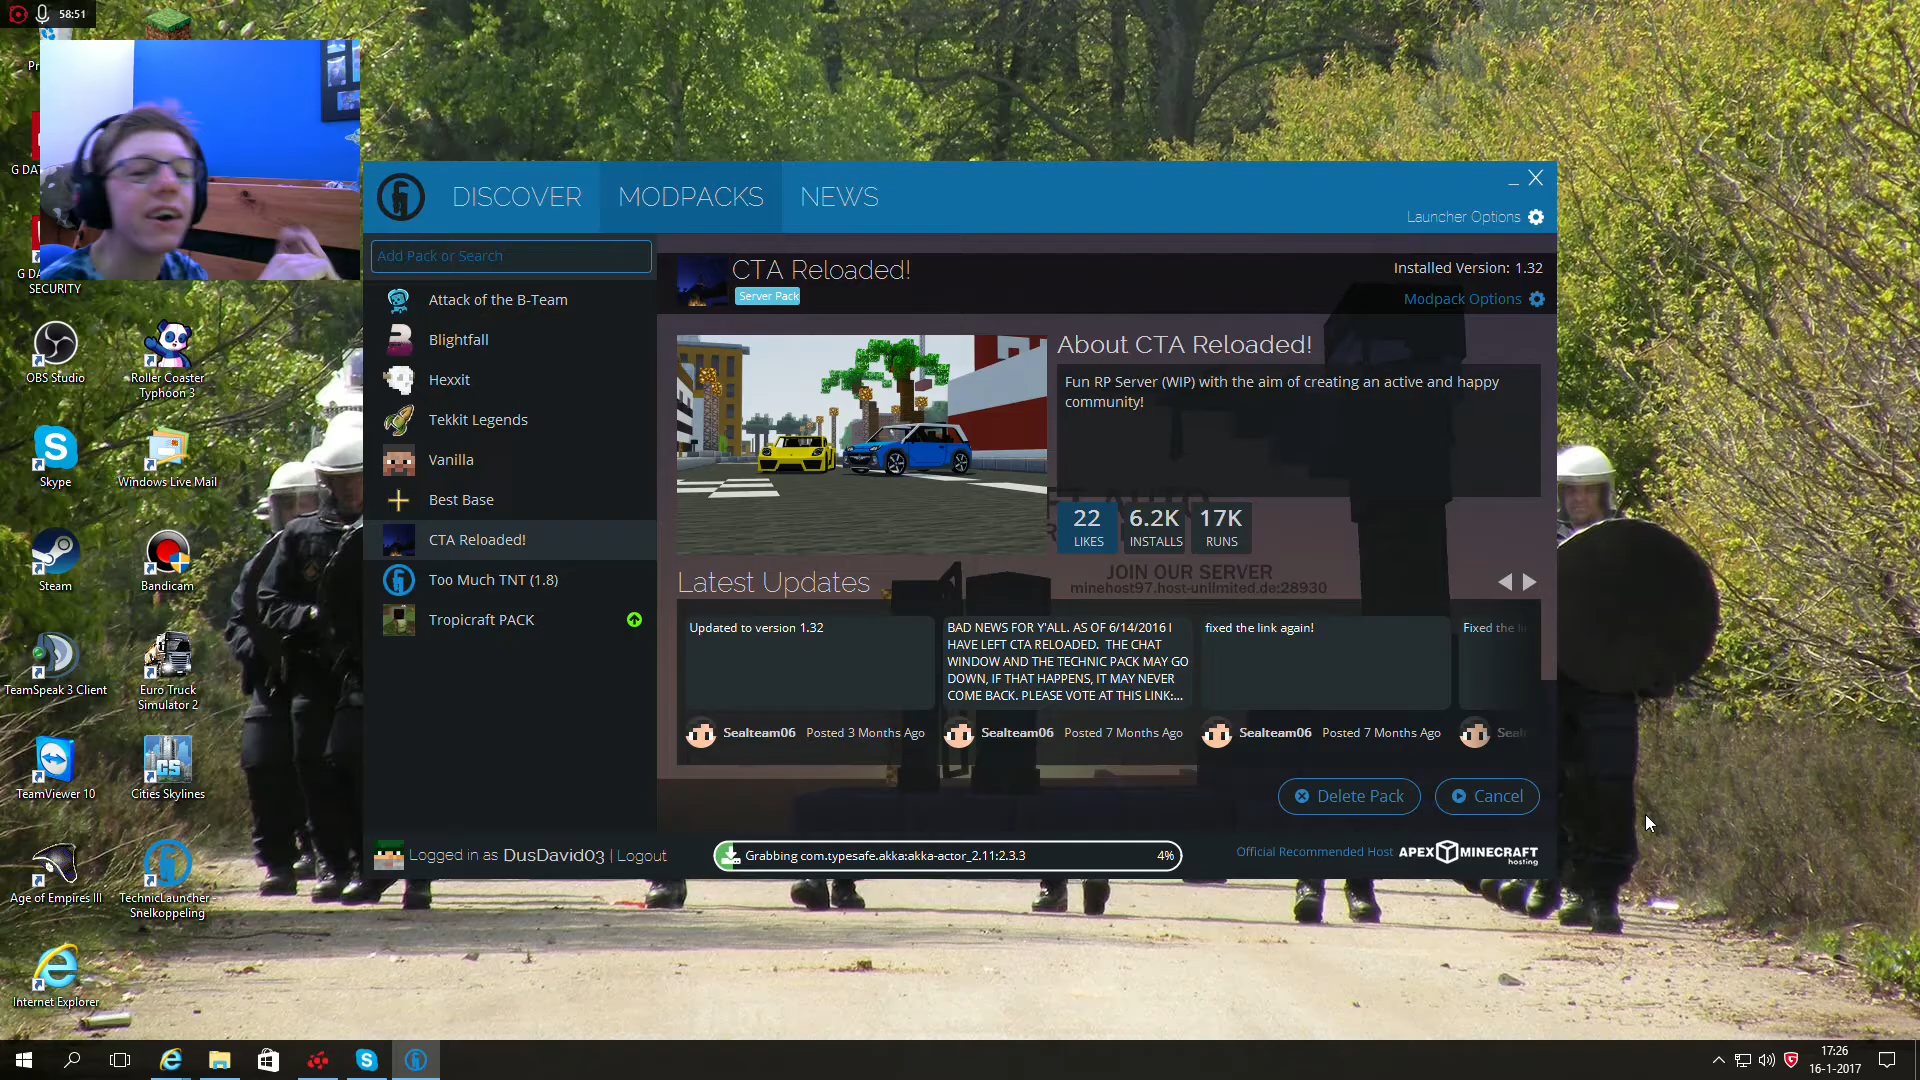 58:51
Pr
G DAT
G DA
SECURITY
OBS Studio
Roller Coaster
Typhoon 3
Skype
Windows Live Mail
Steam
Bandicam
TeamSpeak 3 Client
Euro Truck
Simulator 2
TeamViewer 10
Cities Skylines
Age of Empires III
TechnicLauncher -
Snelkoppeling
Internet Explorer
DISCOVER
MODPACKS
NEWS
Launcher Options
Add Pack or Search
Attack of the B-Team
Blightfall
Hexxit
Tekkit Legends
Vanilla
Best Base
CTA Reloaded!
Too Much TNT (1.8)
Tropicraft PACK
CTA Reloaded!
Server Pack
Installed Version: 1.32
Modpack Options
About CTA Reloaded!
Fun RP Server (WIP) with the aim of creating an active and happy
community!
22
LIKES
6.2K
INSTALLS
17K
RUNS
JOIN OUR SERVER
minehost97.host-unlimited.de:28930
Latest Updates
Updated to version 1.32
Sealteam06 Posted 3 Months Ago
BAD NEWS FOR Y'ALL. AS OF 6/14/2016 I
HAVE LEFT CTA RELOADED. THE CHAT
WINDOW AND THE TECHNIC PACK MAY GO
DOWN, IF THAT HAPPENS, IT MAY NEVER
COME BACK. PLEASE VOTE AT THIS LINK:...
Sealteam06 Posted 7 Months Ago
fixed the link again!
Sealteam06 Posted 7 Months Ago
Fixed the li
Seal
Delete Pack
Cancel
Logged in as DusDavid03 | Logout
Grabbing com.typesafe.akka:akka-actor_2.11:2.3.3
4%
Official Recommended Host APEX MINECRAFT
hosting
17:26
16-1-2017